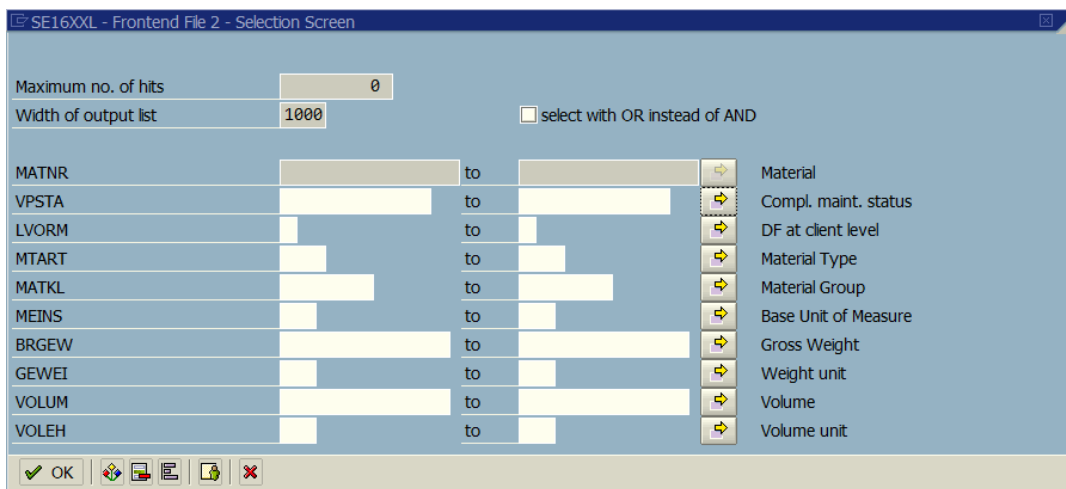 SE16XXL - Frontend File 2 - Selection Screen
Maximum no. of hits 0
Width of output list 1000 select with OR instead of AND
MATNR to Material
VPSTA to Compl. maint. status
LVORM to DF at client level
MTART to Material Type
MATKL to Material Group
MEINS to Base Unit of Measure
BRGEW to Gross Weight
GEWEI to Weight unit
VOLUM to Volume
VOLEH to Volume unit
OK